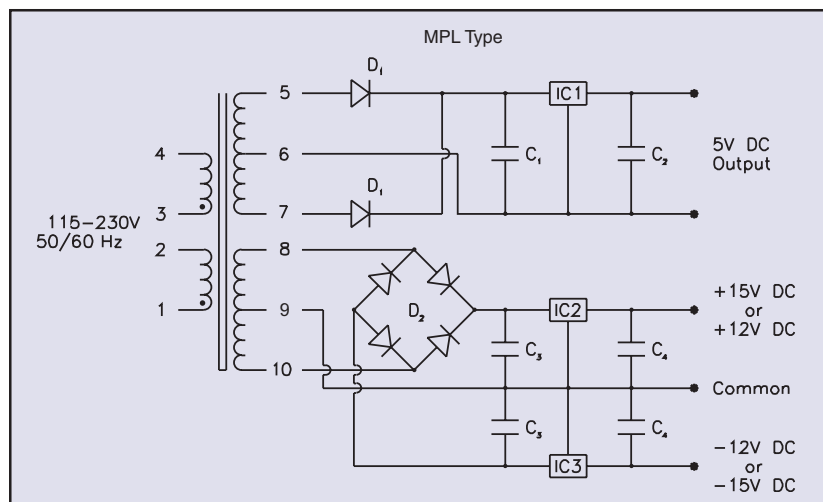 MPL Type
D₁
5
IC1
4
6
C₁
C₂
5V DC
Output
D₁
3
7
115-230V
50/60 Hz
2
8
1
9
D₂
IC2
+15V DC
or
+12V DC
C₃
C₄
10
Common
C₃
C₄
IC3
-12V DC
or
-15V DC